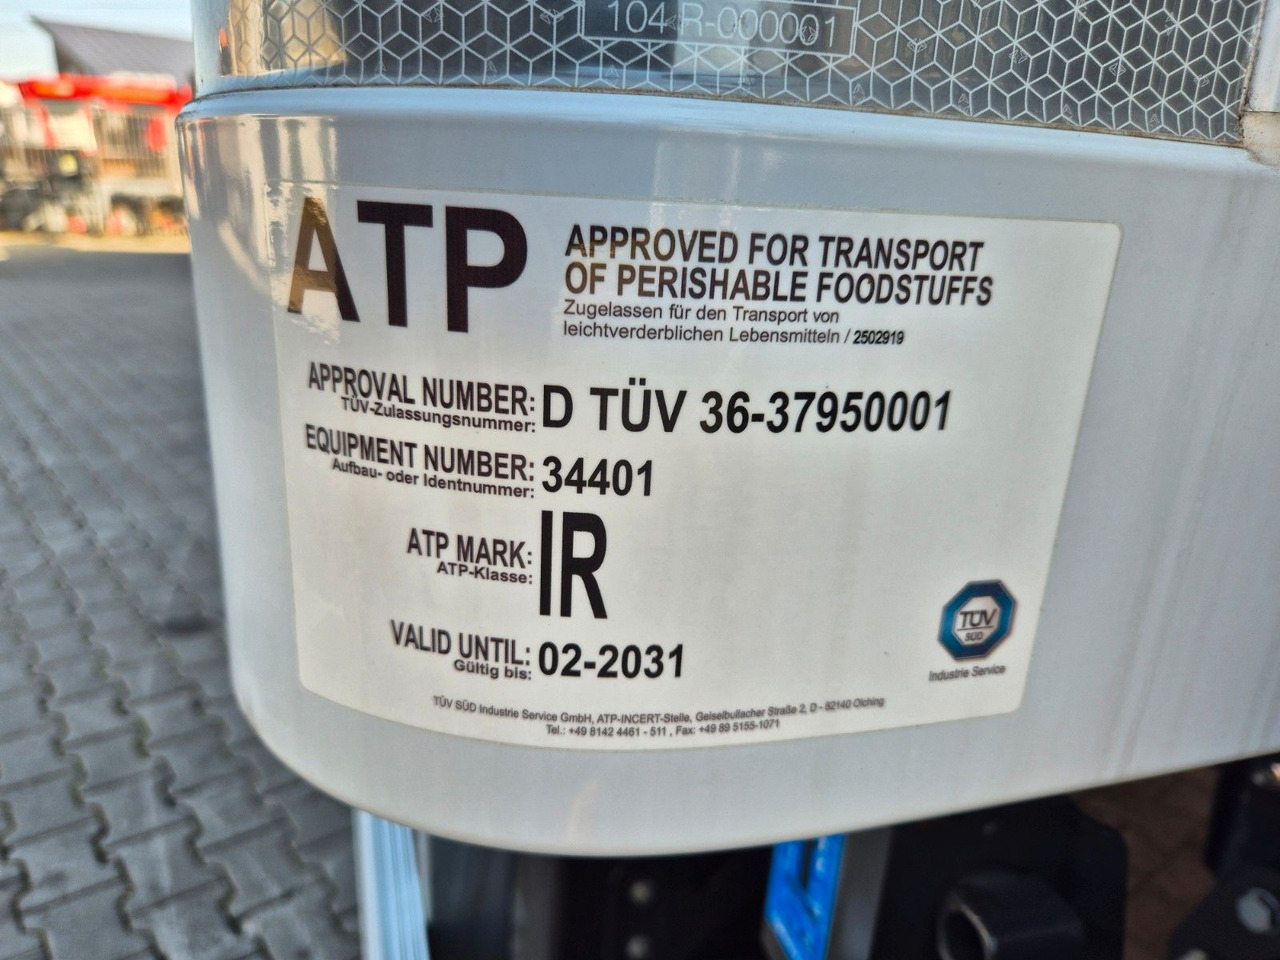 104 R-000001
ATP
APPROVED FOR TRANSPORT
OF PERISHABLE FOODSTUFFS
Zugelassen für den Transport von
leichtverderblichen Lebensmitteln / 2502919
APPROVAL NUMBER: D TÜV 36-37950001
TÜV-Zulassungsnummer:
EQUIPMENT NUMBER: 34401
Aufbau- oder Identnummer:
ATP MARK: IR
ATP-Klasse:
VALID UNTIL: 02-2031
Gültig bis:
TÜV
SÜD
Industrie Service
TÜV SÜD Industrie Service GmbH, ATP-INCERT-Stelle, Geiselbullacher Straße 2, D - 82140 Olching
Tel.: +49 8142 4461 - 511 , Fax: +49 89 5155-1071